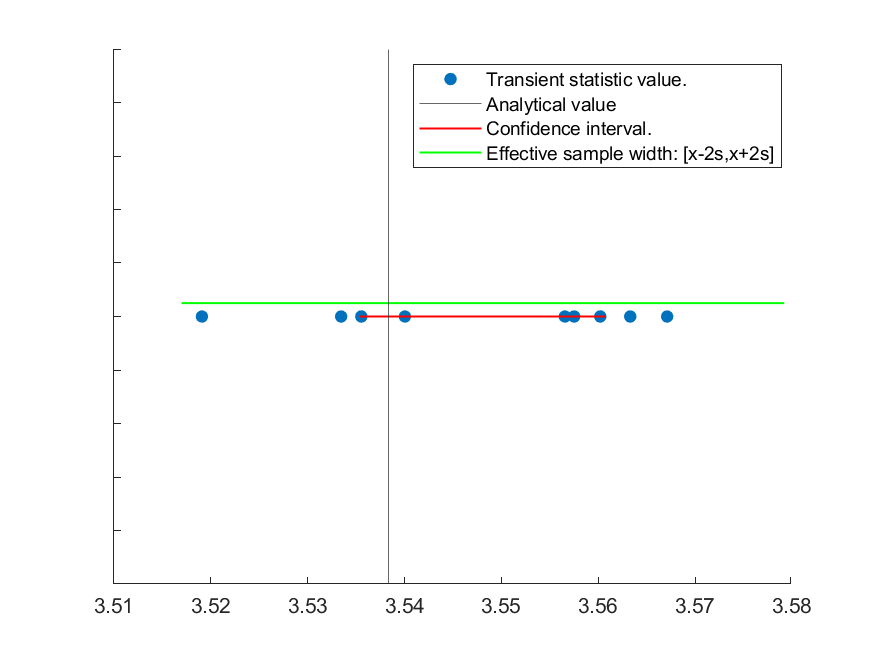 Transient statistic value.
Analytical value
Confidence interval.
Effective sample width: [x-2s,x+2s]
3.51 3.52 3.53 3.54 3.55 3.56 3.57 3.58